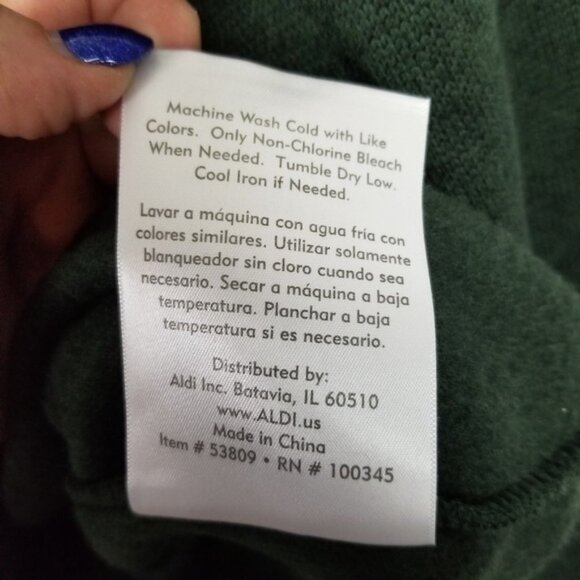 Machine Wash Cold with Like
Colors. Only Non-Chlorine Bleach
When Needed. Tumble Dry Low.
Cool Iron if Needed.
Lavar a máquina con agua fría con
colores similares. Utilizar solamente
blanqueador sin cloro cuando sea
necesario. Secar a máquina a baja
temperatura. Planchar a baja
temperatura si es necesario.
Distributed by:
Aldi Inc. Batavia, IL 60510
www.ALDI.us
Made in China
Item # 53809 • RN # 100345